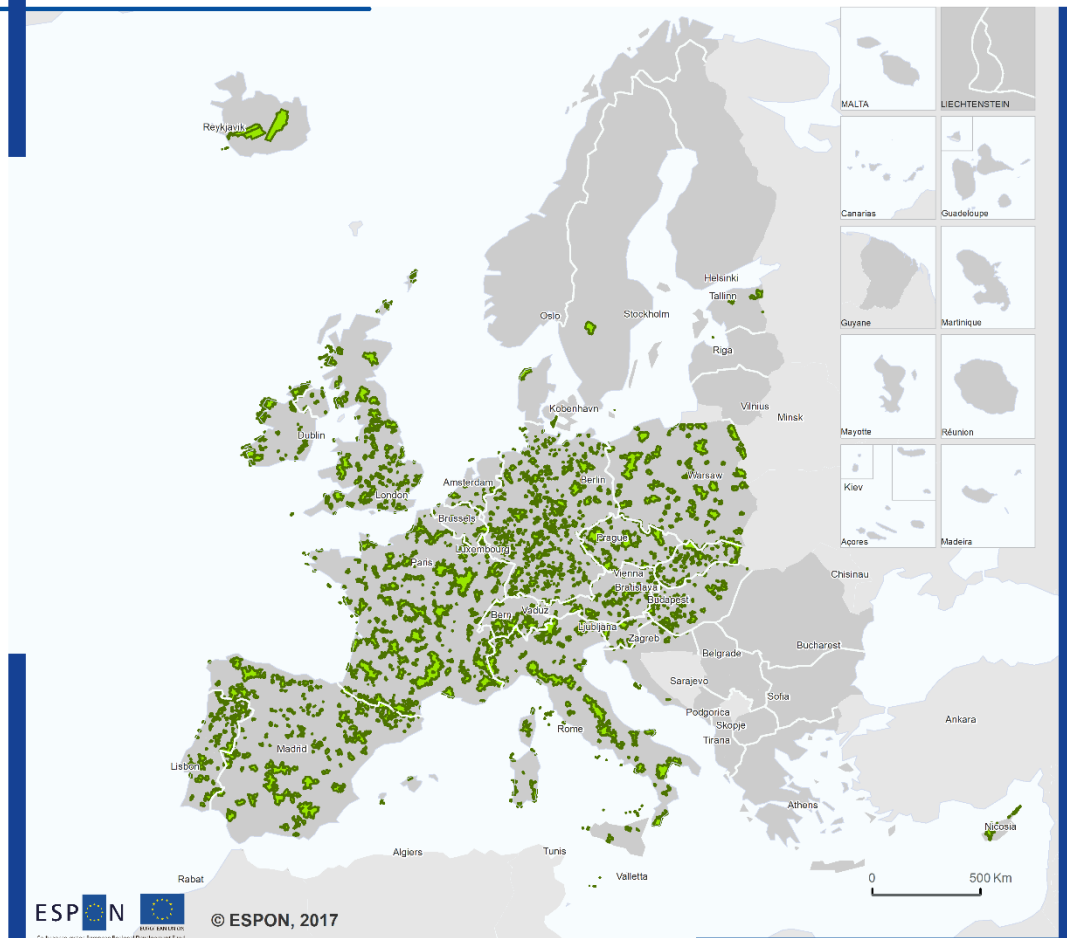 MALTA
LIECHTENSTEIN
Reykjavik
Canarias
Guadeloupe
Helsinki
Tallinn
Oslo
Stockholm
Guyane
Martinique
Riga
Kobenhavn
Vilnius
Minsk
Mayotte
Réunion
Dublin
Amsterdam
Berlin
Warsaw
London
Kiev
Brussels
Açores
Madeira
Prague
Luxembourg
Paris
Vienna
Chisinau
Bratislava
Budapest
Bern
Vaduz
Ljubljana
Zagreb
Bucharest
Belgrade
Sarajevo
Sofia
Podgorica
Skopje
Ankara
Rome
Tirana
Madrid
Lisbon
Athens
Nicosia
Algiers
Tunis
Valletta
Rabat
0 500 Km
ESPON
EUROPEAN UNION
© ESPON, 2017